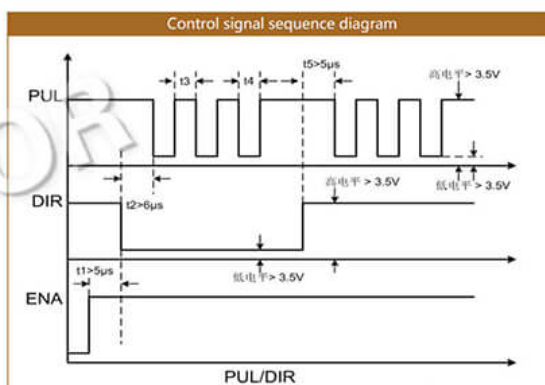 Control signal sequence diagram
t5>5μs
t3
t4
高电平 > 3.5V
PUL
低电平 > 3.5V
t2>6μs
高电平 > 3.5V
DIR
t1>5μs
低电平 > 3.5V
ENA
PUL/DIR
OR